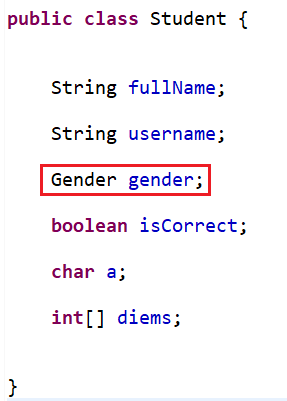 public class Student {
String fullName;
String username;
Gender gender;
boolean isCorrect;
char a;
int[] diems;
}